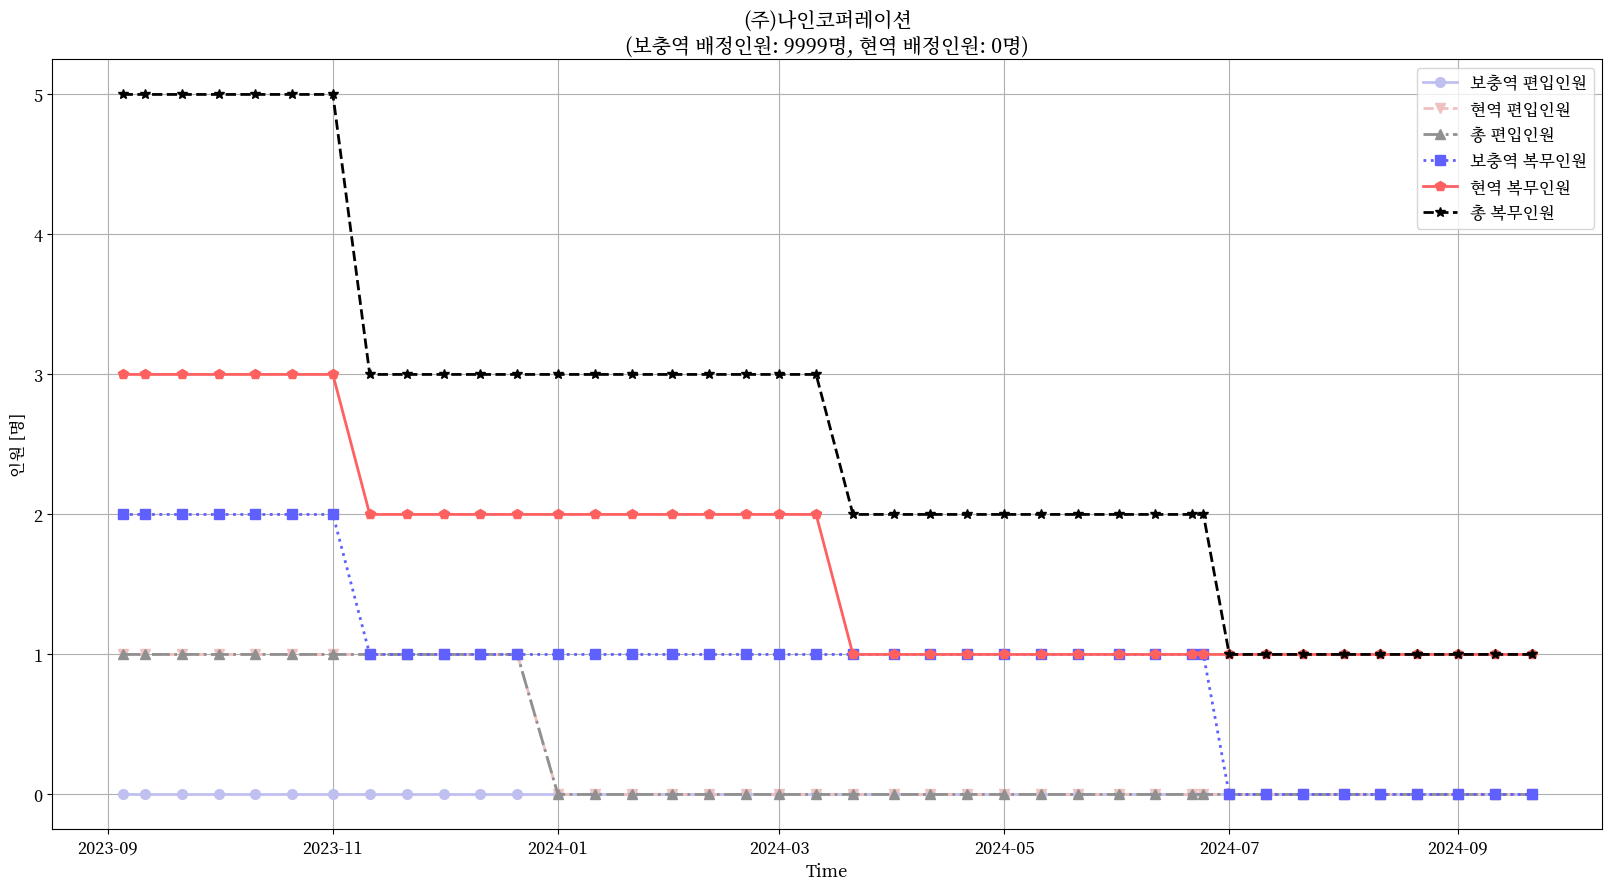 (주)나인코퍼레이션
(보충역 배정인원: 9999명, 현역 배정인원: 0명)
보충역 편입인원
현역 편입인원
총 편입인원
보충역 복무인원
현역 복무인원
총 복무인원
인원 [명]
5
4
3
2
1
0
2023-09 2023-11 2024-01 2024-03 2024-05 2024-07 2024-09
Time